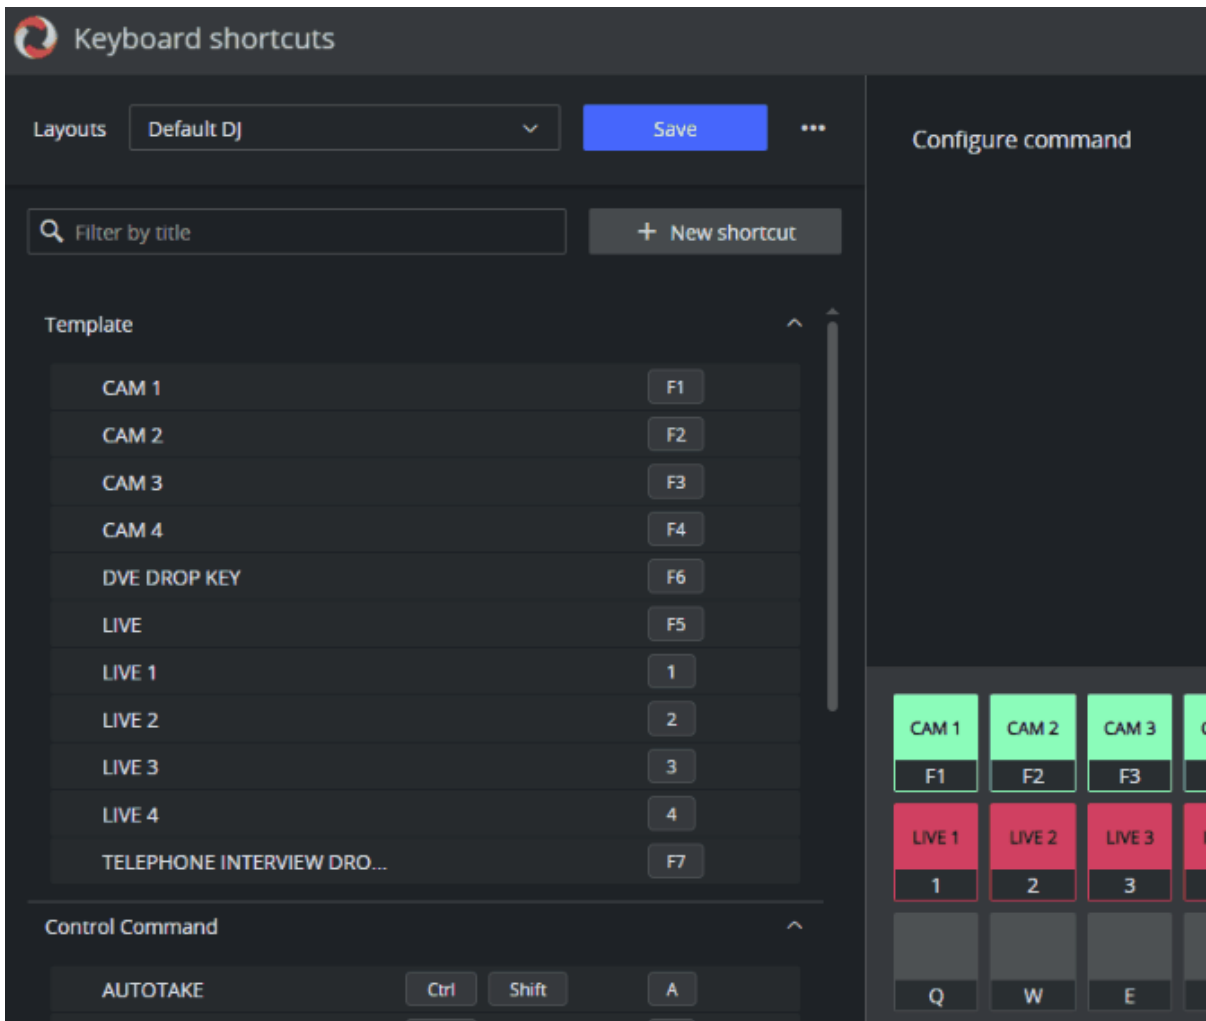 Keyboard shortcuts
Layouts Default DJ Save •••
Configure command
Filter by title + New shortcut
Template
CAM 1 F1
CAM 2 F2
CAM 3 F3
CAM 4 F4
DVE DROP KEY F6
LIVE F5
LIVE 1 1
LIVE 2 2
LIVE 3 3
LIVE 4 4
TELEPHONE INTERVIEW DRO... F7
Control Command
AUTOTAKE Ctrl Shift A
CAM 1 CAM 2 CAM 3
F1 F2 F3
LIVE 1 LIVE 2 LIVE 3
1 2 3
Q W E